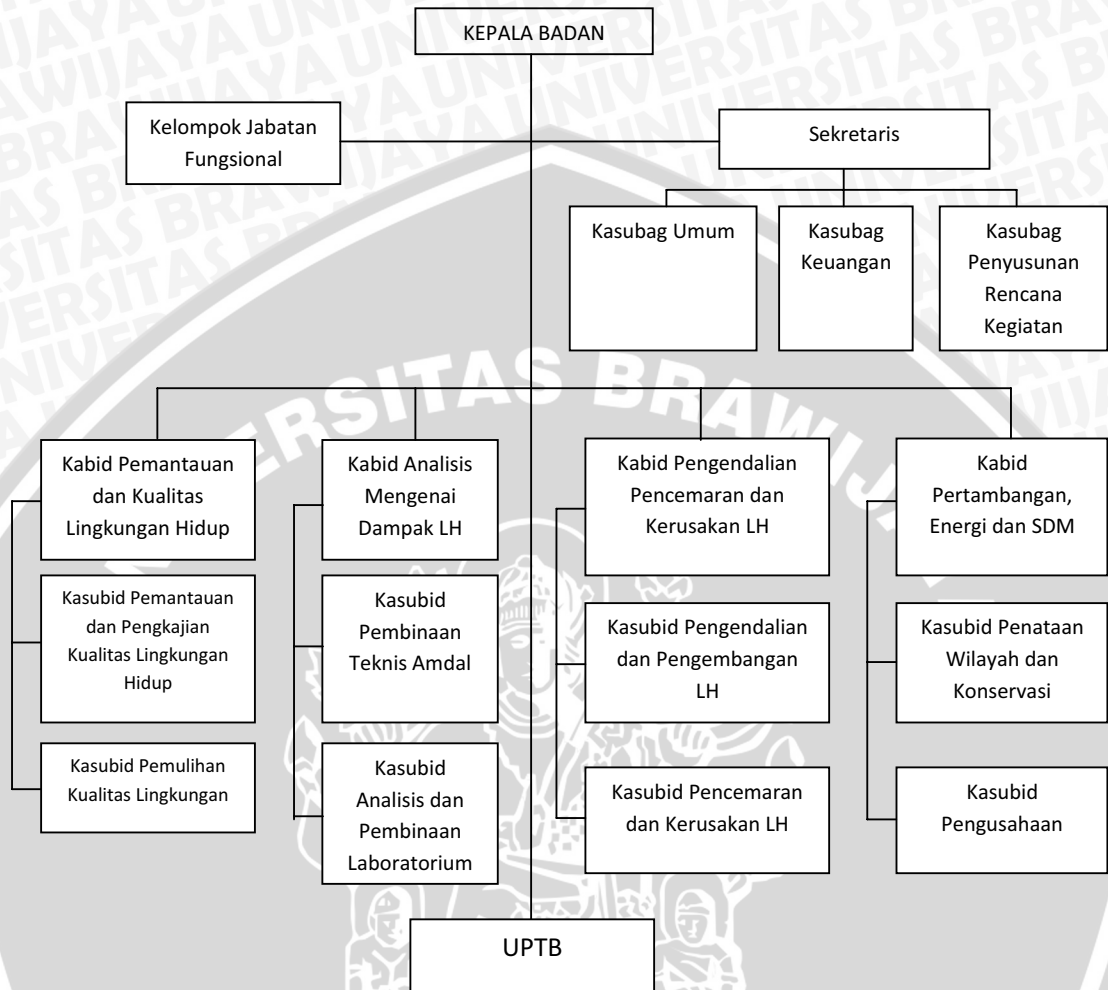 KEPALA BADAN
Kelompok Jabatan
Fungsional
Sekretaris
Kasubag Umum
Kasubag
Keuangan
Kasubag
Penyusunan
Rencana
Kegiatan
UNIVERSITAS BRAWIJAYA
Kabid Pemantauan
dan Kualitas
Lingkungan Hidup
Kabid Analisis
Mengenai
Dampak LH
Kabid Pengendalian
Pencemaran dan
Kerusakan LH
Kabid
Pertambangan,
Energi dan SDM
Kasubid Pemantauan
dan Pengkajian
Kualitas Lingkungan
Hidup
Kasubid
Pembinaan
Teknis Amdal
Kasubid Pengendalian
dan Pengembangan
LH
Kasubid Penataan
Wilayah dan
Konservasi
Kasubid Pemulihan
Kualitas Lingkungan
Kasubid
Analisis dan
Pembinaan
Laboratorium
Kasubid Pencemaran
dan Kerusakan LH
Kasubid
Pengusahaan
UPTB